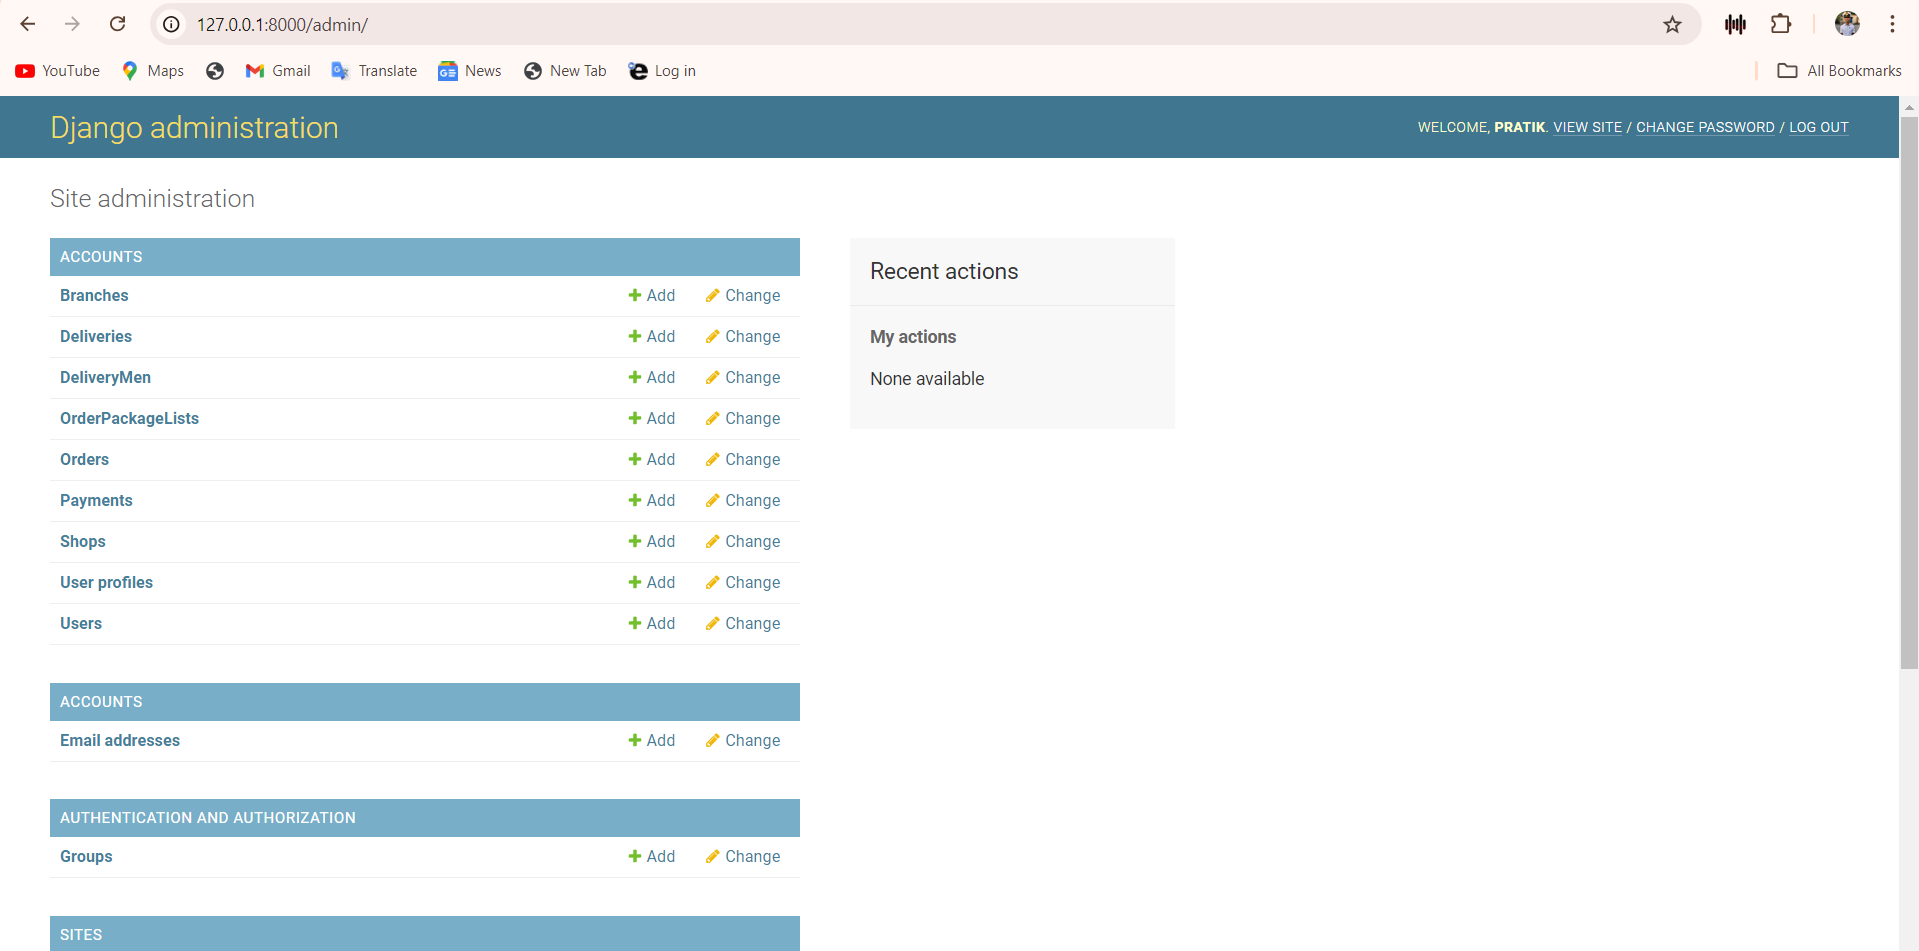 127.0.0.1:8000/admin/
YouTube Maps Gmail Translate News New Tab Log in All Bookmarks
Django administration
WELCOME, PRATIK. VIEW SITE / CHANGE PASSWORD / LOG OUT
Site administration
ACCOUNTS
Branches Add Change
Deliveries Add Change
DeliveryMen Add Change
OrderPackageLists Add Change
Orders Add Change
Payments Add Change
Shops Add Change
User profiles Add Change
Users Add Change
Recent actions
My actions
None available
ACCOUNTS
Email addresses Add Change
AUTHENTICATION AND AUTHORIZATION
Groups Add Change
SITES